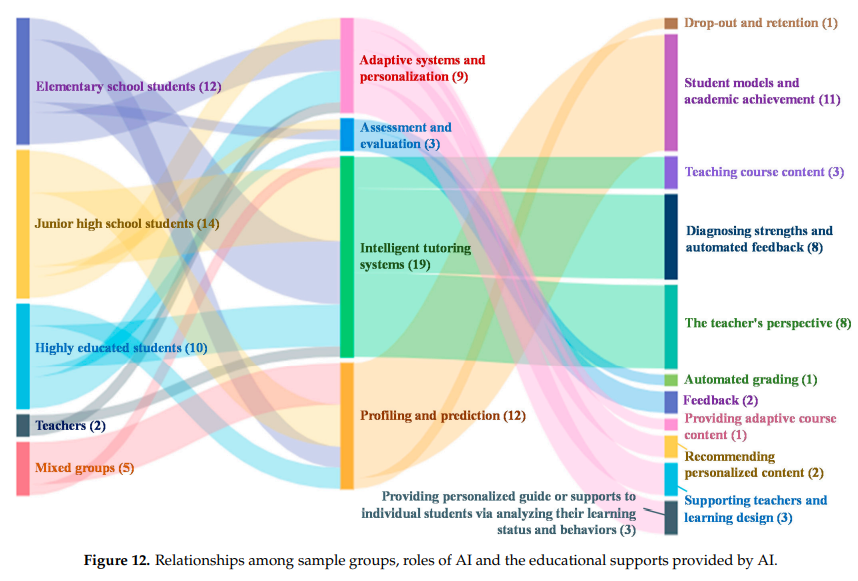 Elementary school students (12)
Junior high school students (14)
Highly educated students (10)
Teachers (2)
Mixed groups (5)
Adaptive systems and
personalization (9)
Assessment and
evaluation (3)
Intelligent tutoring
systems (19)
Profiling and prediction (12)
Drop-out and retention (1)
Student models and
academic achievement (11)
Teaching course content (3)
Diagnosing strengths and
automated feedback (8)
The teacher's perspective (8)
Automated grading (1)
Feedback (2)
Providing adaptive course
content (1)
Recommending
personalized content (2)
Supporting teachers and
learning design (3)
Providing personalized guide or supports to
individual students via analyzing their learning
status and behaviors (3)
Figure 12. Relationships among sample groups, roles of AI and the educational supports provided by AI.